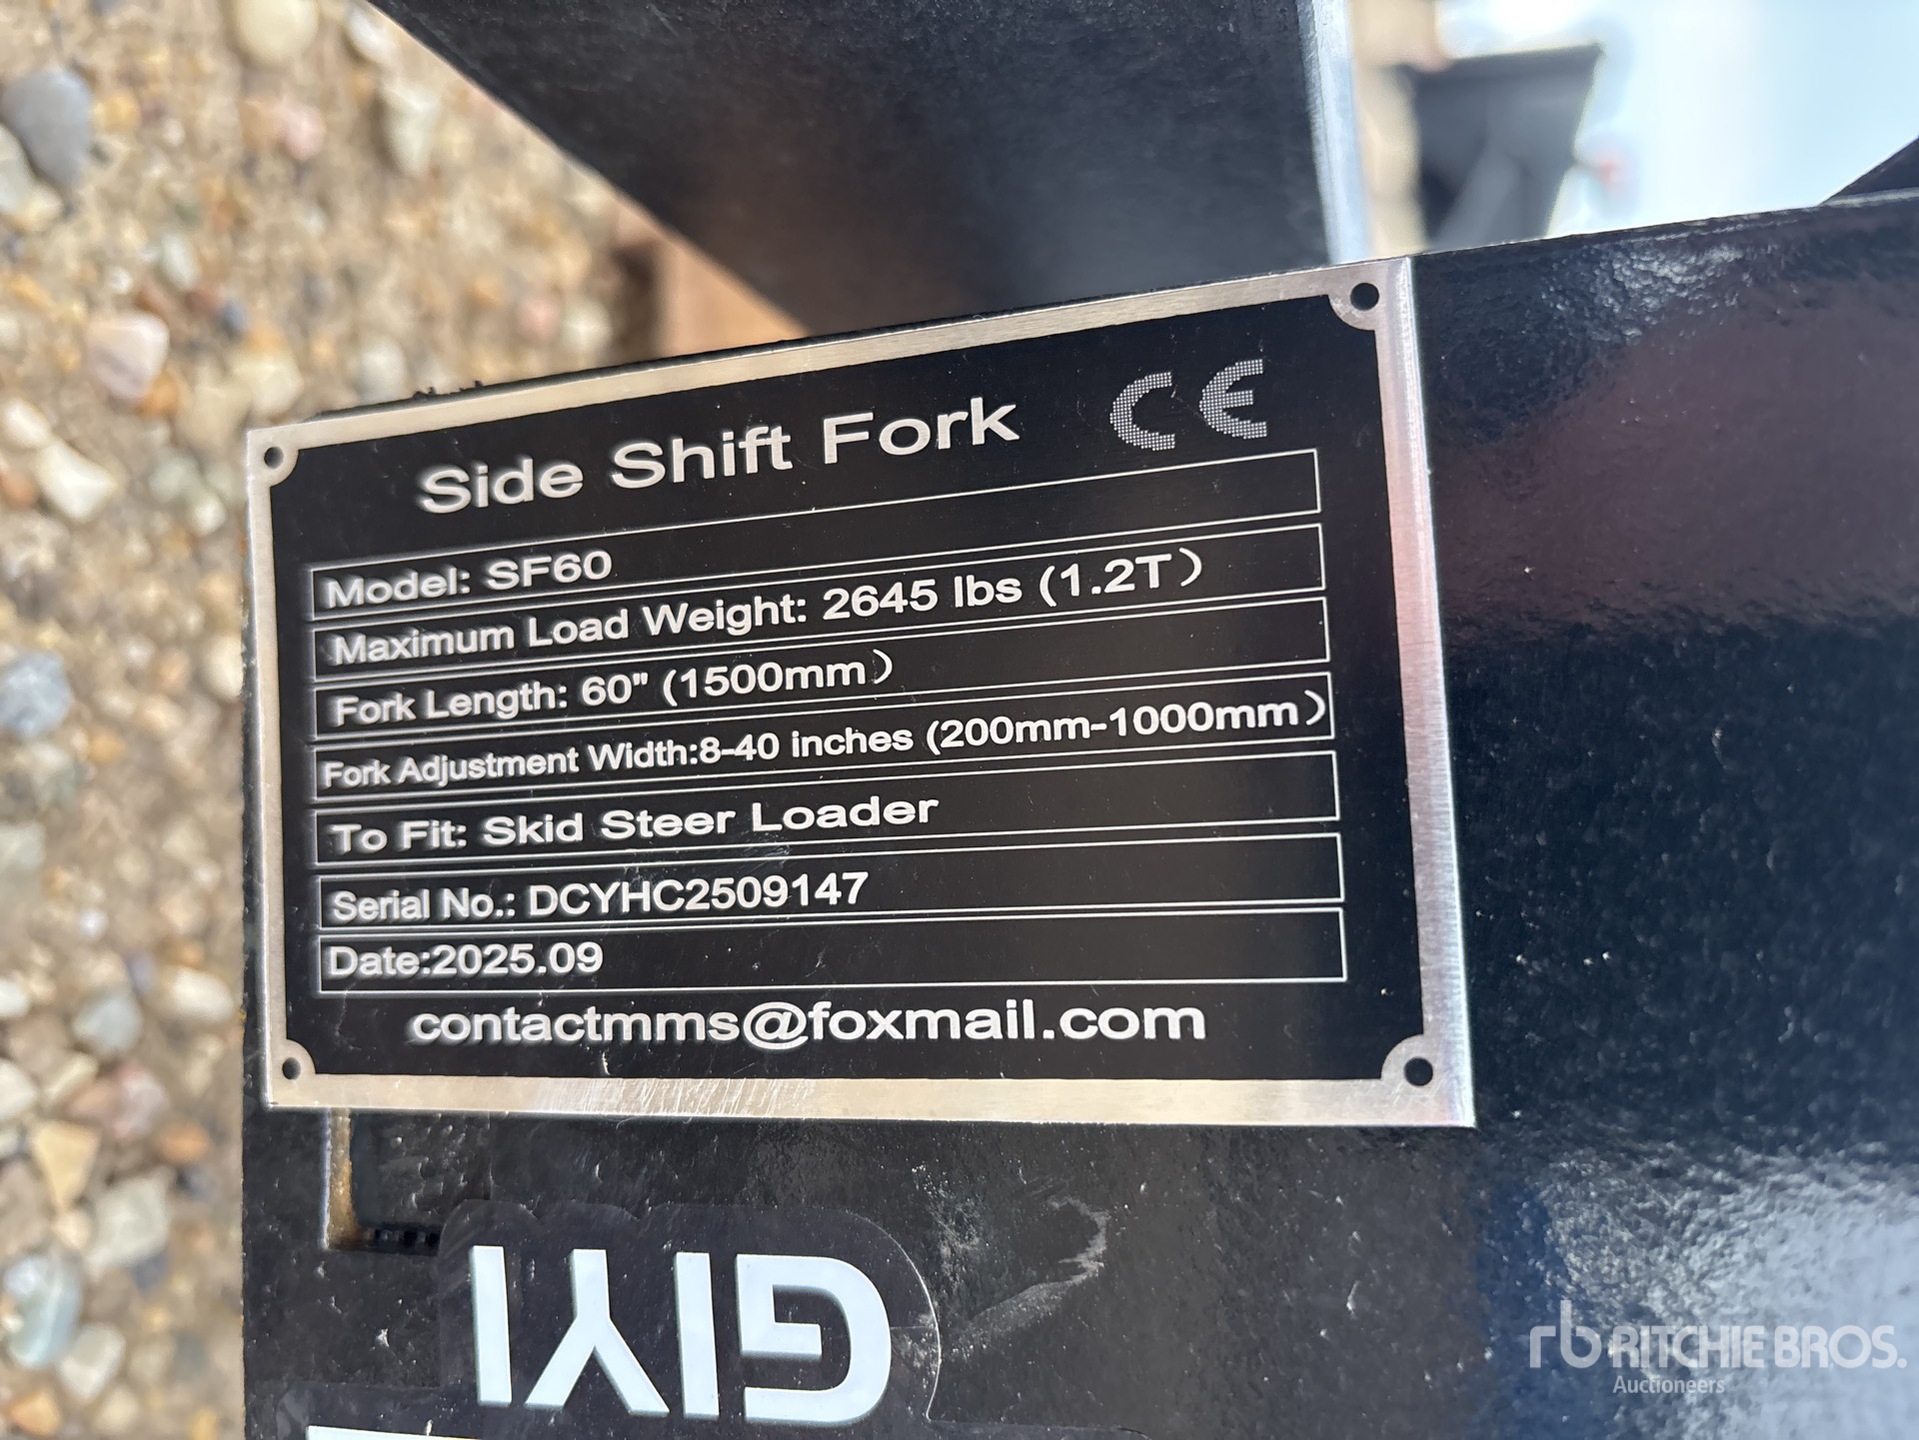 Side Shift Fork CE
Model: SF60
Maximum Load Weight: 2645 lbs (1.2T)
Fork Length: 60" (1500mm)
Fork Adjustment Width:8-40 inches (200mm-1000mm)
To Fit: Skid Steer Loader
Serial No.: DCYHC2509147
Date:2025.09
contactmms@foxmail.com
GIYI
rb RITCHIE BROS.
Auctioneers